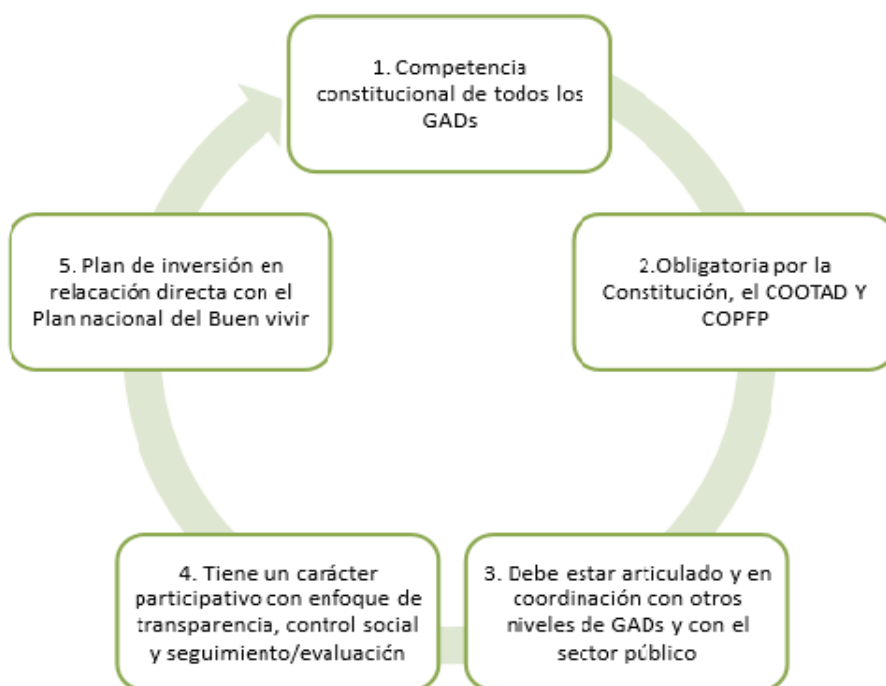 1. Competencia
constitucional de todos los
GADs
2.Obligatoria por la
Constitución, el COOTAD Y
COPFP
3. Debe estar articulado y en
coordinación con otros
niveles de GADs y con el
sector público
4. Tiene un carácter
participativo con enfoque de
transparencia, control social
y seguimiento/evaluación
5. Plan de inversión en
relacación directa con el
Plan nacional del Buen vivir